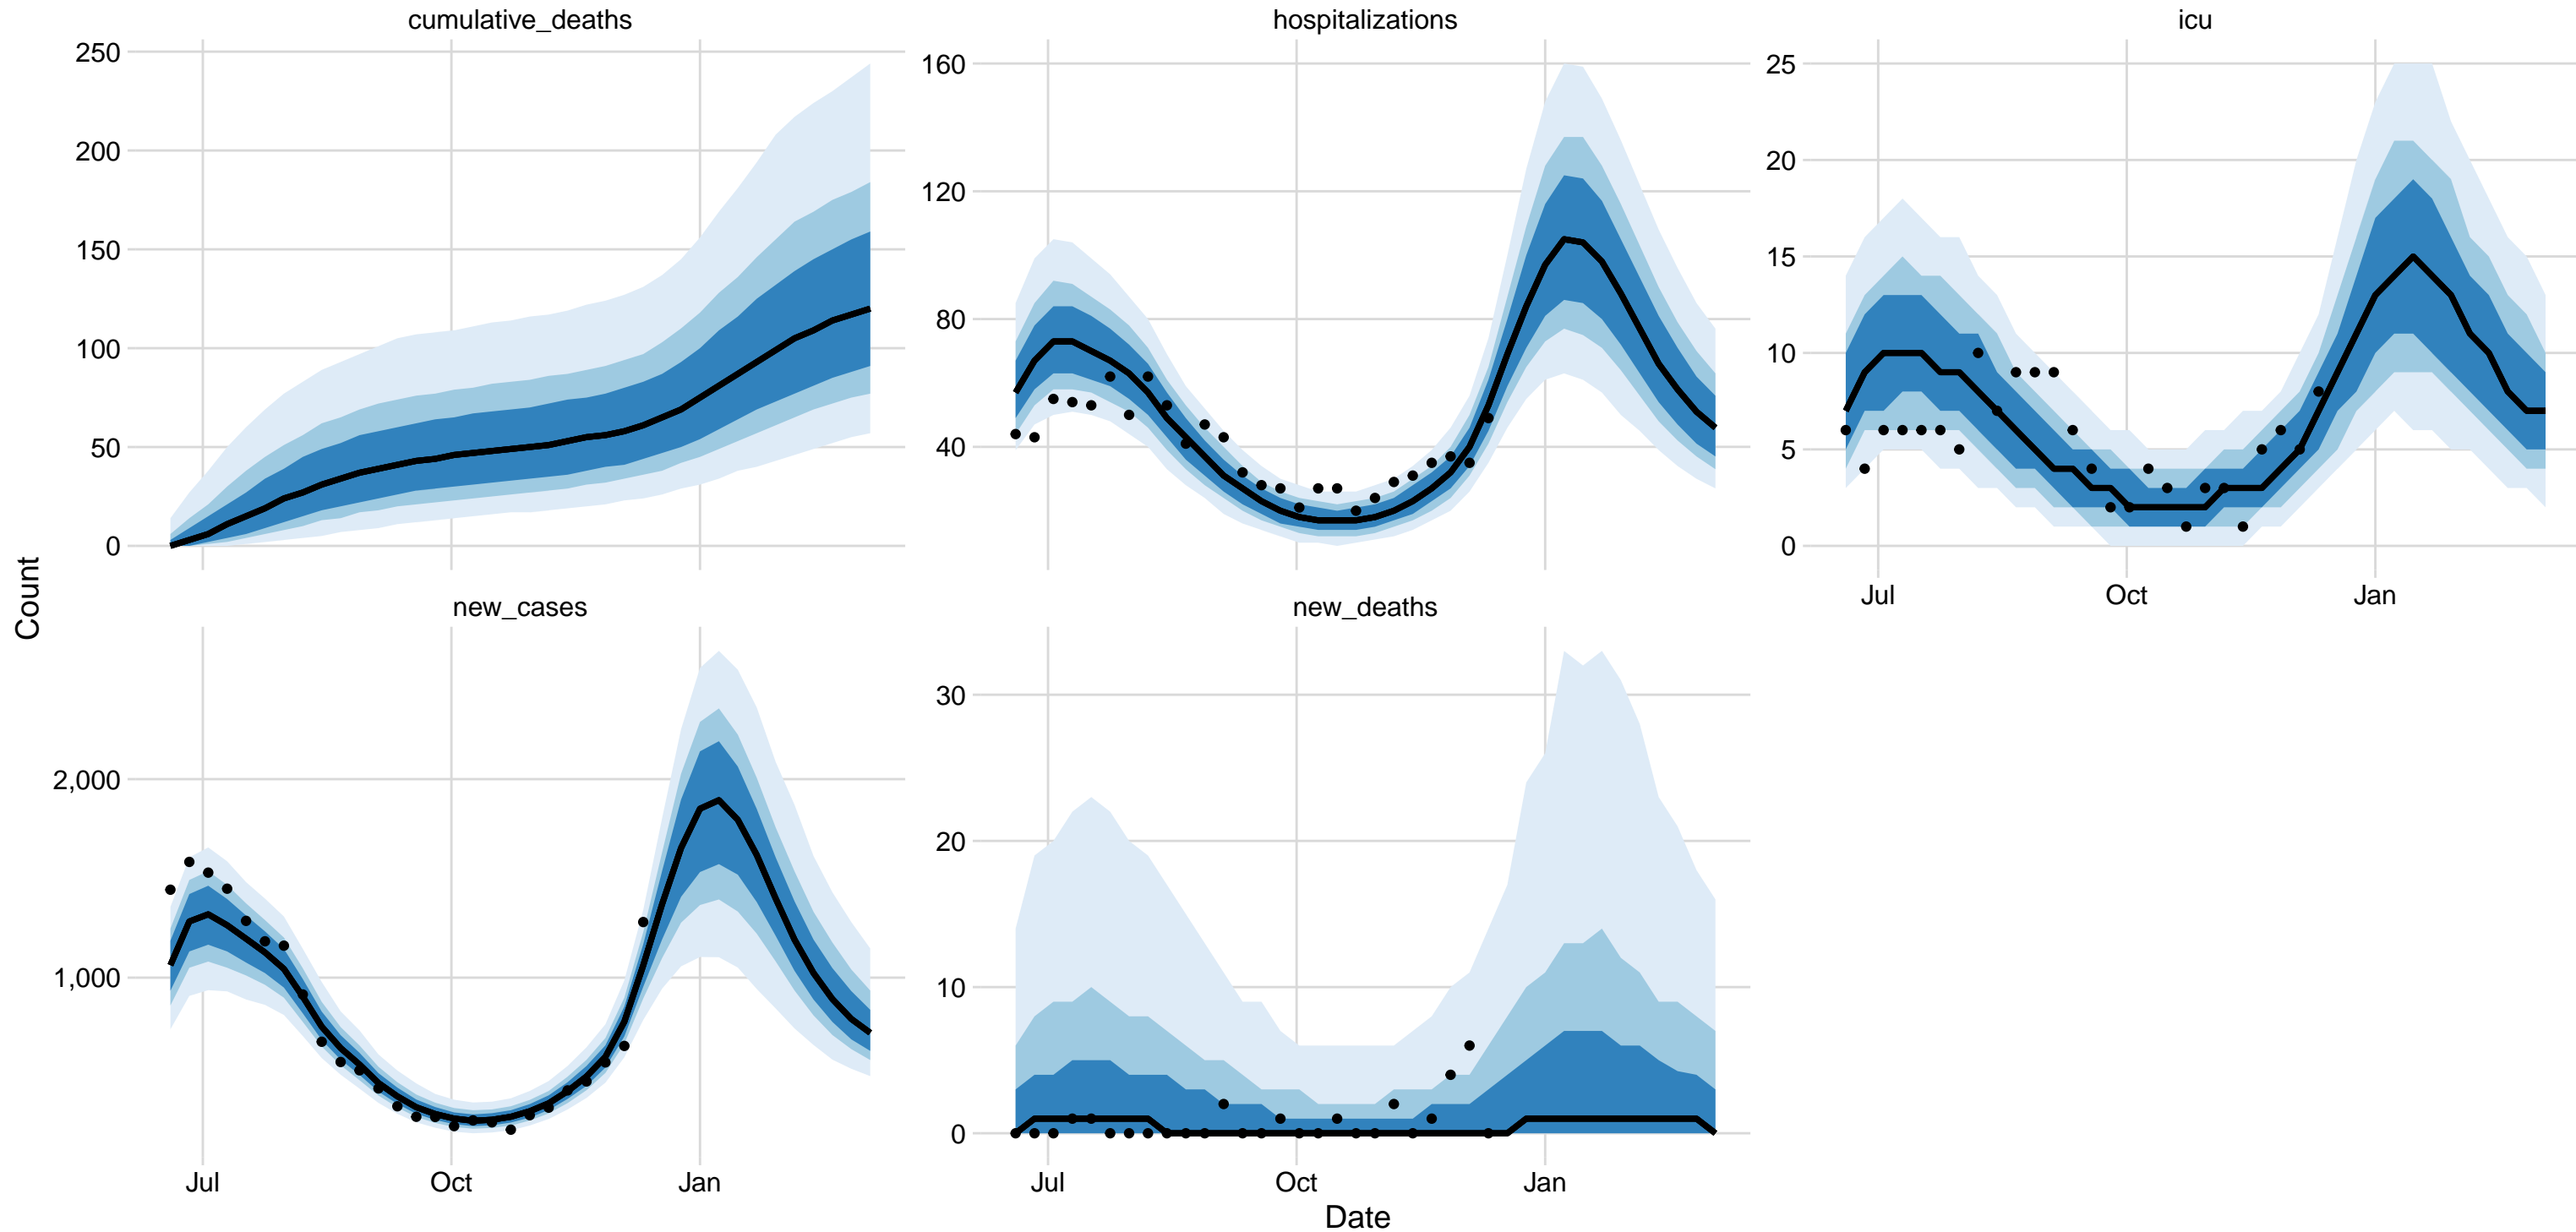 cumulative_deaths
250
200
150
100
50
0
hospitalizations
160
120
80
40
icu
25
20
15
10
5
0
Jul Oct Jan
Count
new_cases
2,000
1,000
Jul Oct Jan
new_deaths
30
20
10
0
Jul Oct Jan
Date